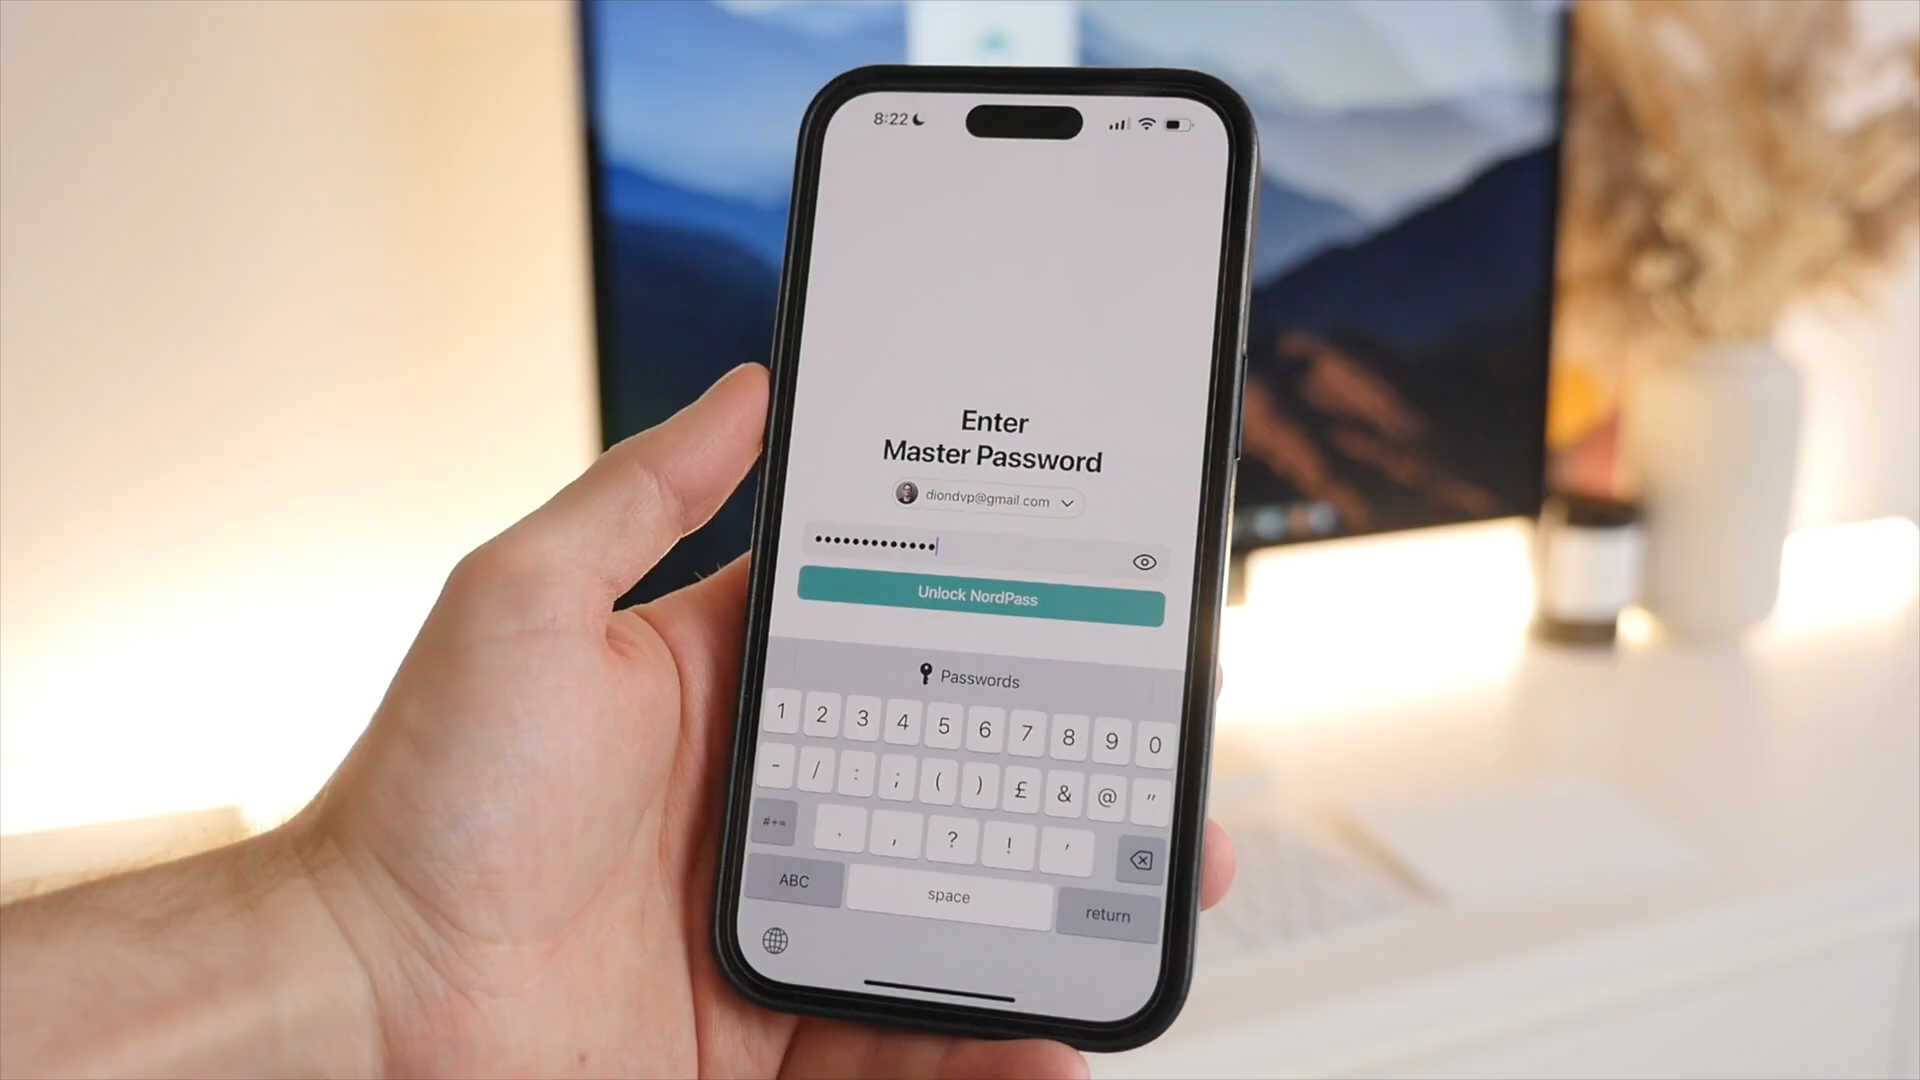 8:22
Enter
Master Password
diondvp@gmail.com
•••••••••••••
Unlock NordPass
Passwords
1 2 3 4 5 6 7 8 9 0
- / : ; ( ) £ & @ "
#+= . , ? ! '
ABC space return